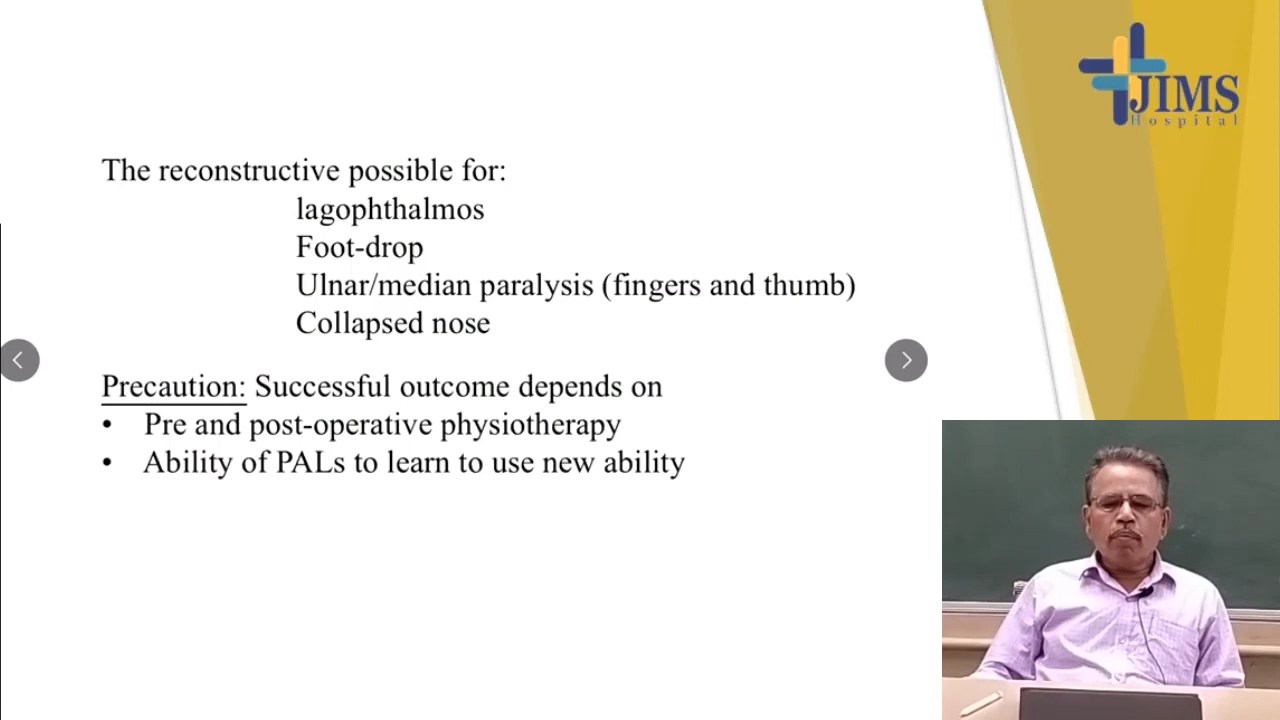 JIMS
Hospital
The reconstructive possible for:
lagophthalmos
Foot-drop
Ulnar/median paralysis (fingers and thumb)
Collapsed nose
Precaution: Successful outcome depends on
• Pre and post-operative physiotherapy
• Ability of PALs to learn to use new ability